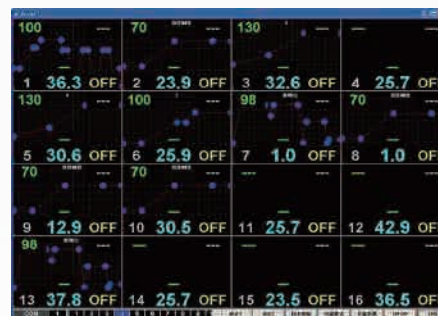 100 ---
1 36.3 OFF
70 ---
2 23.9 OFF
130 ---
3 32.6 OFF
--- ---
4 25.7 OFF
130 ---
5 30.6 OFF
100 ---
6 25.9 OFF
98 ---
7 1.0 OFF
70 ---
8 1.0 OFF
70 ---
9 12.9 OFF
70 ---
10 30.5 OFF
--- ---
11 25.7 OFF
--- ---
12 42.9 OFF
98 ---
13 37.8 OFF
--- ---
14 25.7 OFF
--- ---
15 23.5 OFF
--- ---
16 36.5 OFF